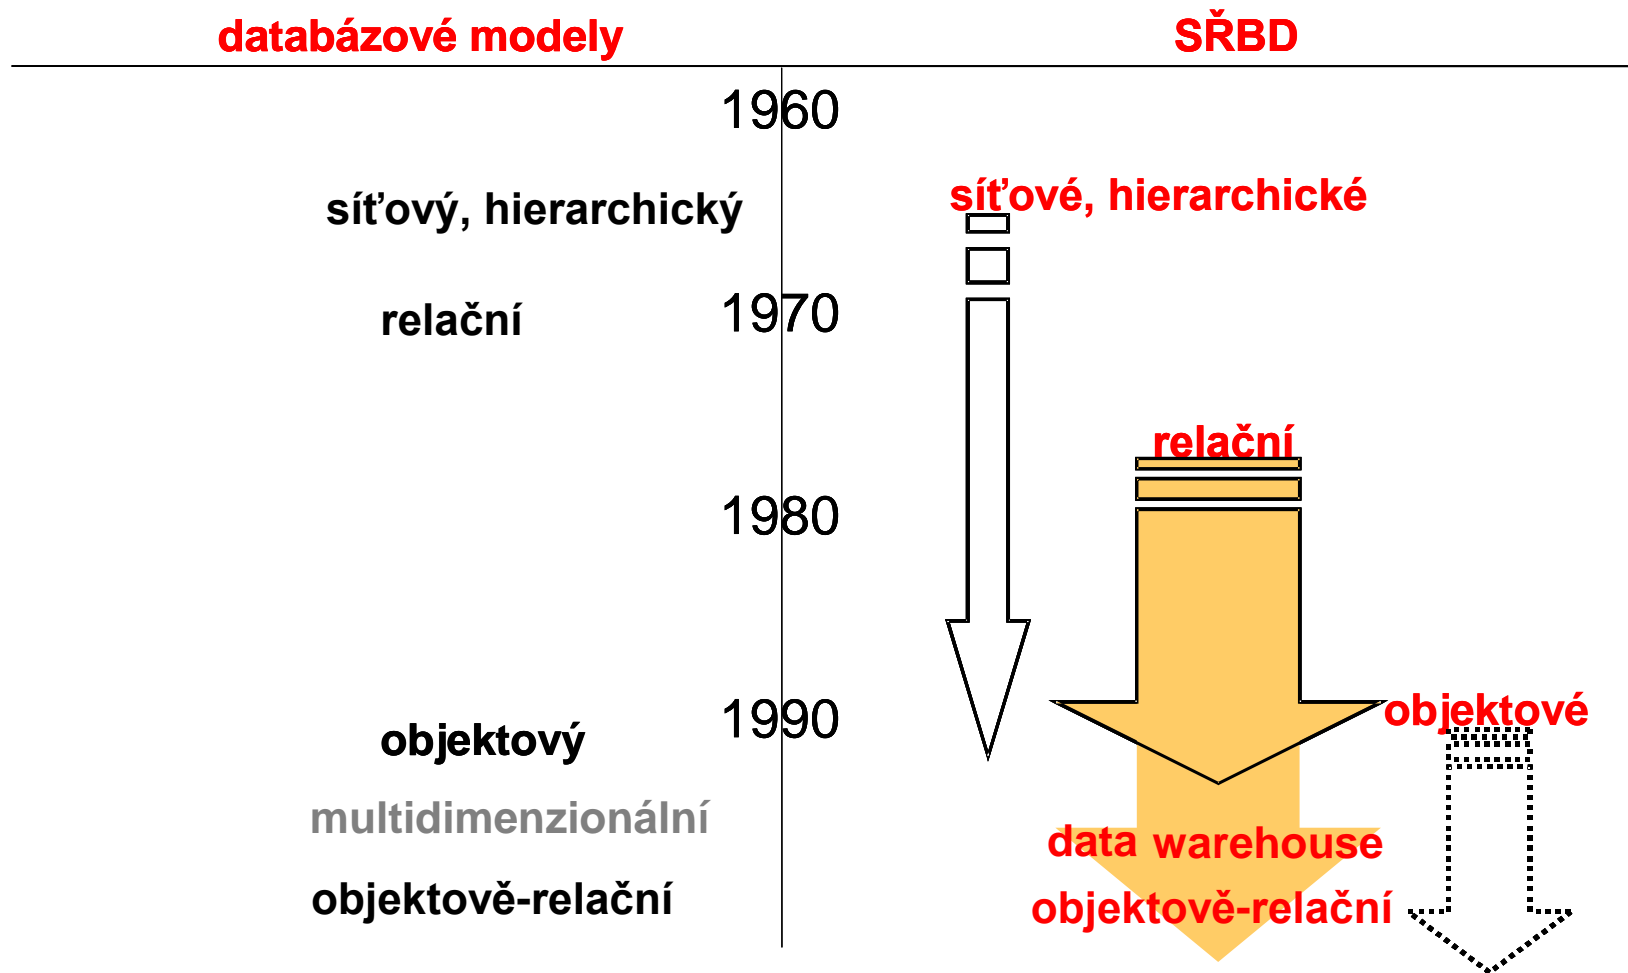 databázové modely SŘBD
1960
síťový, hierarchický síťové, hierarchické
relační 1970
relační
1980
objektový 1990 objektové
multidimenzionální data warehouse
objektově-relační objektově-relační